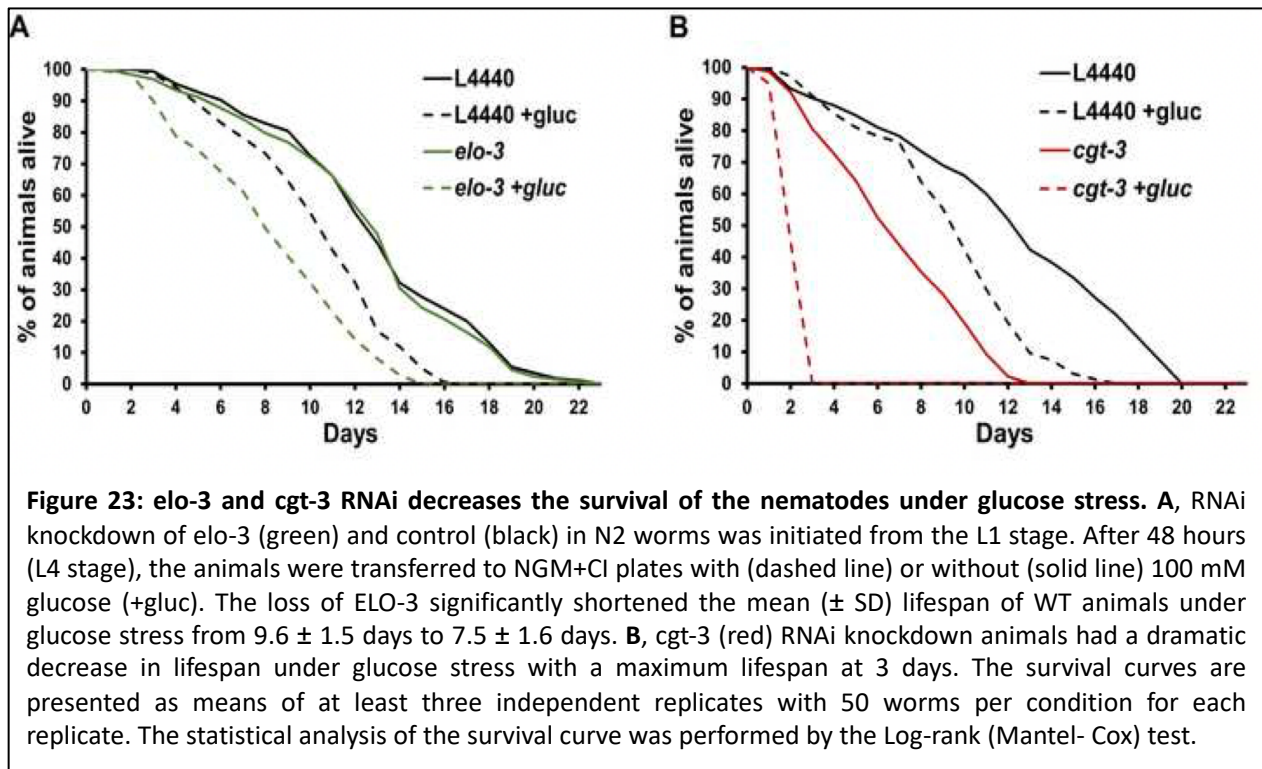 A
B
100
90
80
70
60
50
40
30
20
10
0
% of animals alive
L4440
L4440 +gluc
elo-3
elo-3 +gluc
0 2 4 6 8 10 12 14 16 18 20 22
Days
100
90
80
70
60
50
40
30
20
10
0
% of animals alive
L4440
L4440 +gluc
cgt-3
cgt-3 +gluc
0 2 4 6 8 10 12 14 16 18 20 22
Days
Figure 23: elo-3 and cgt-3 RNAi decreases the survival of the nematodes under glucose stress. A, RNAi
knockdown of elo-3 (green) and control (black) in N2 worms was initiated from the L1 stage. After 48 hours
(L4 stage), the animals were transferred to NGM+CI plates with (dashed line) or without (solid line) 100 mM
glucose (+gluc). The loss of ELO-3 significantly shortened the mean (± SD) lifespan of WT animals under
glucose stress from 9.6 ± 1.5 days to 7.5 ± 1.6 days. B, cgt-3 (red) RNAi knockdown animals had a dramatic
decrease in lifespan under glucose stress with a maximum lifespan at 3 days. The survival curves are
presented as means of at least three independent replicates with 50 worms per condition for each
replicate. The statistical analysis of the survival curve was performed by the Log-rank (Mantel- Cox) test.